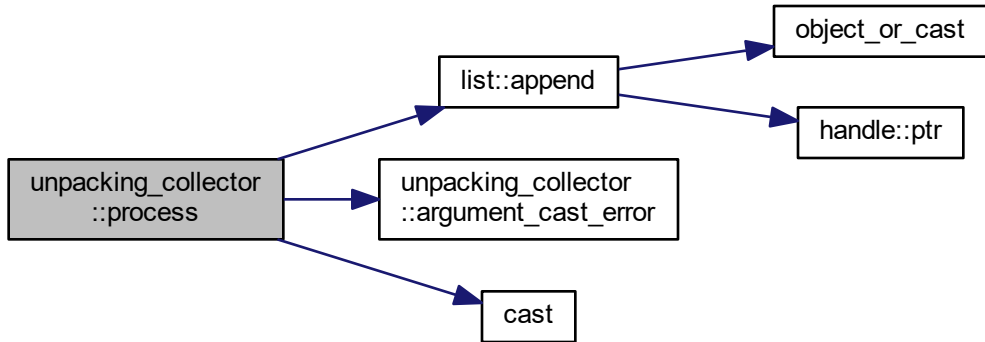 object_or_cast
list::append
handle::ptr
unpacking_collector
::process
unpacking_collector
::argument_cast_error
cast